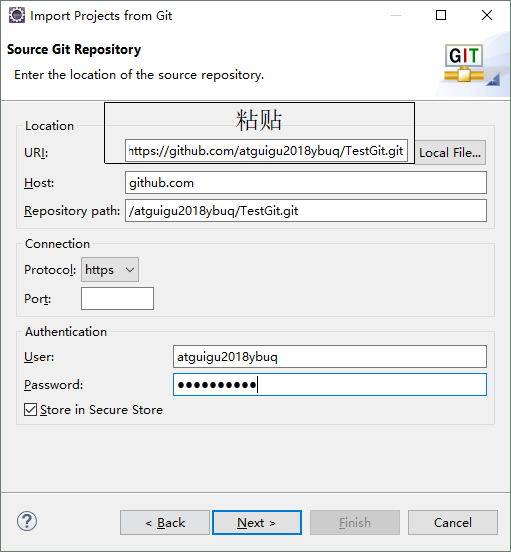 Import Projects from Git
Source Git Repository
Enter the location of the source repository.
GIT
粘贴
Location
URI: https://github.com/atguigu2018ybuq/TestGit.git Local File...
Host: github.com
Repository path: /atguigu2018ybuq/TestGit.git
Connection
Protocol: https
Port:
Authentication
User: atguigu2018ybuq
Password: ●●●●●●●●●●
Store in Secure Store
? < Back Next > Finish Cancel